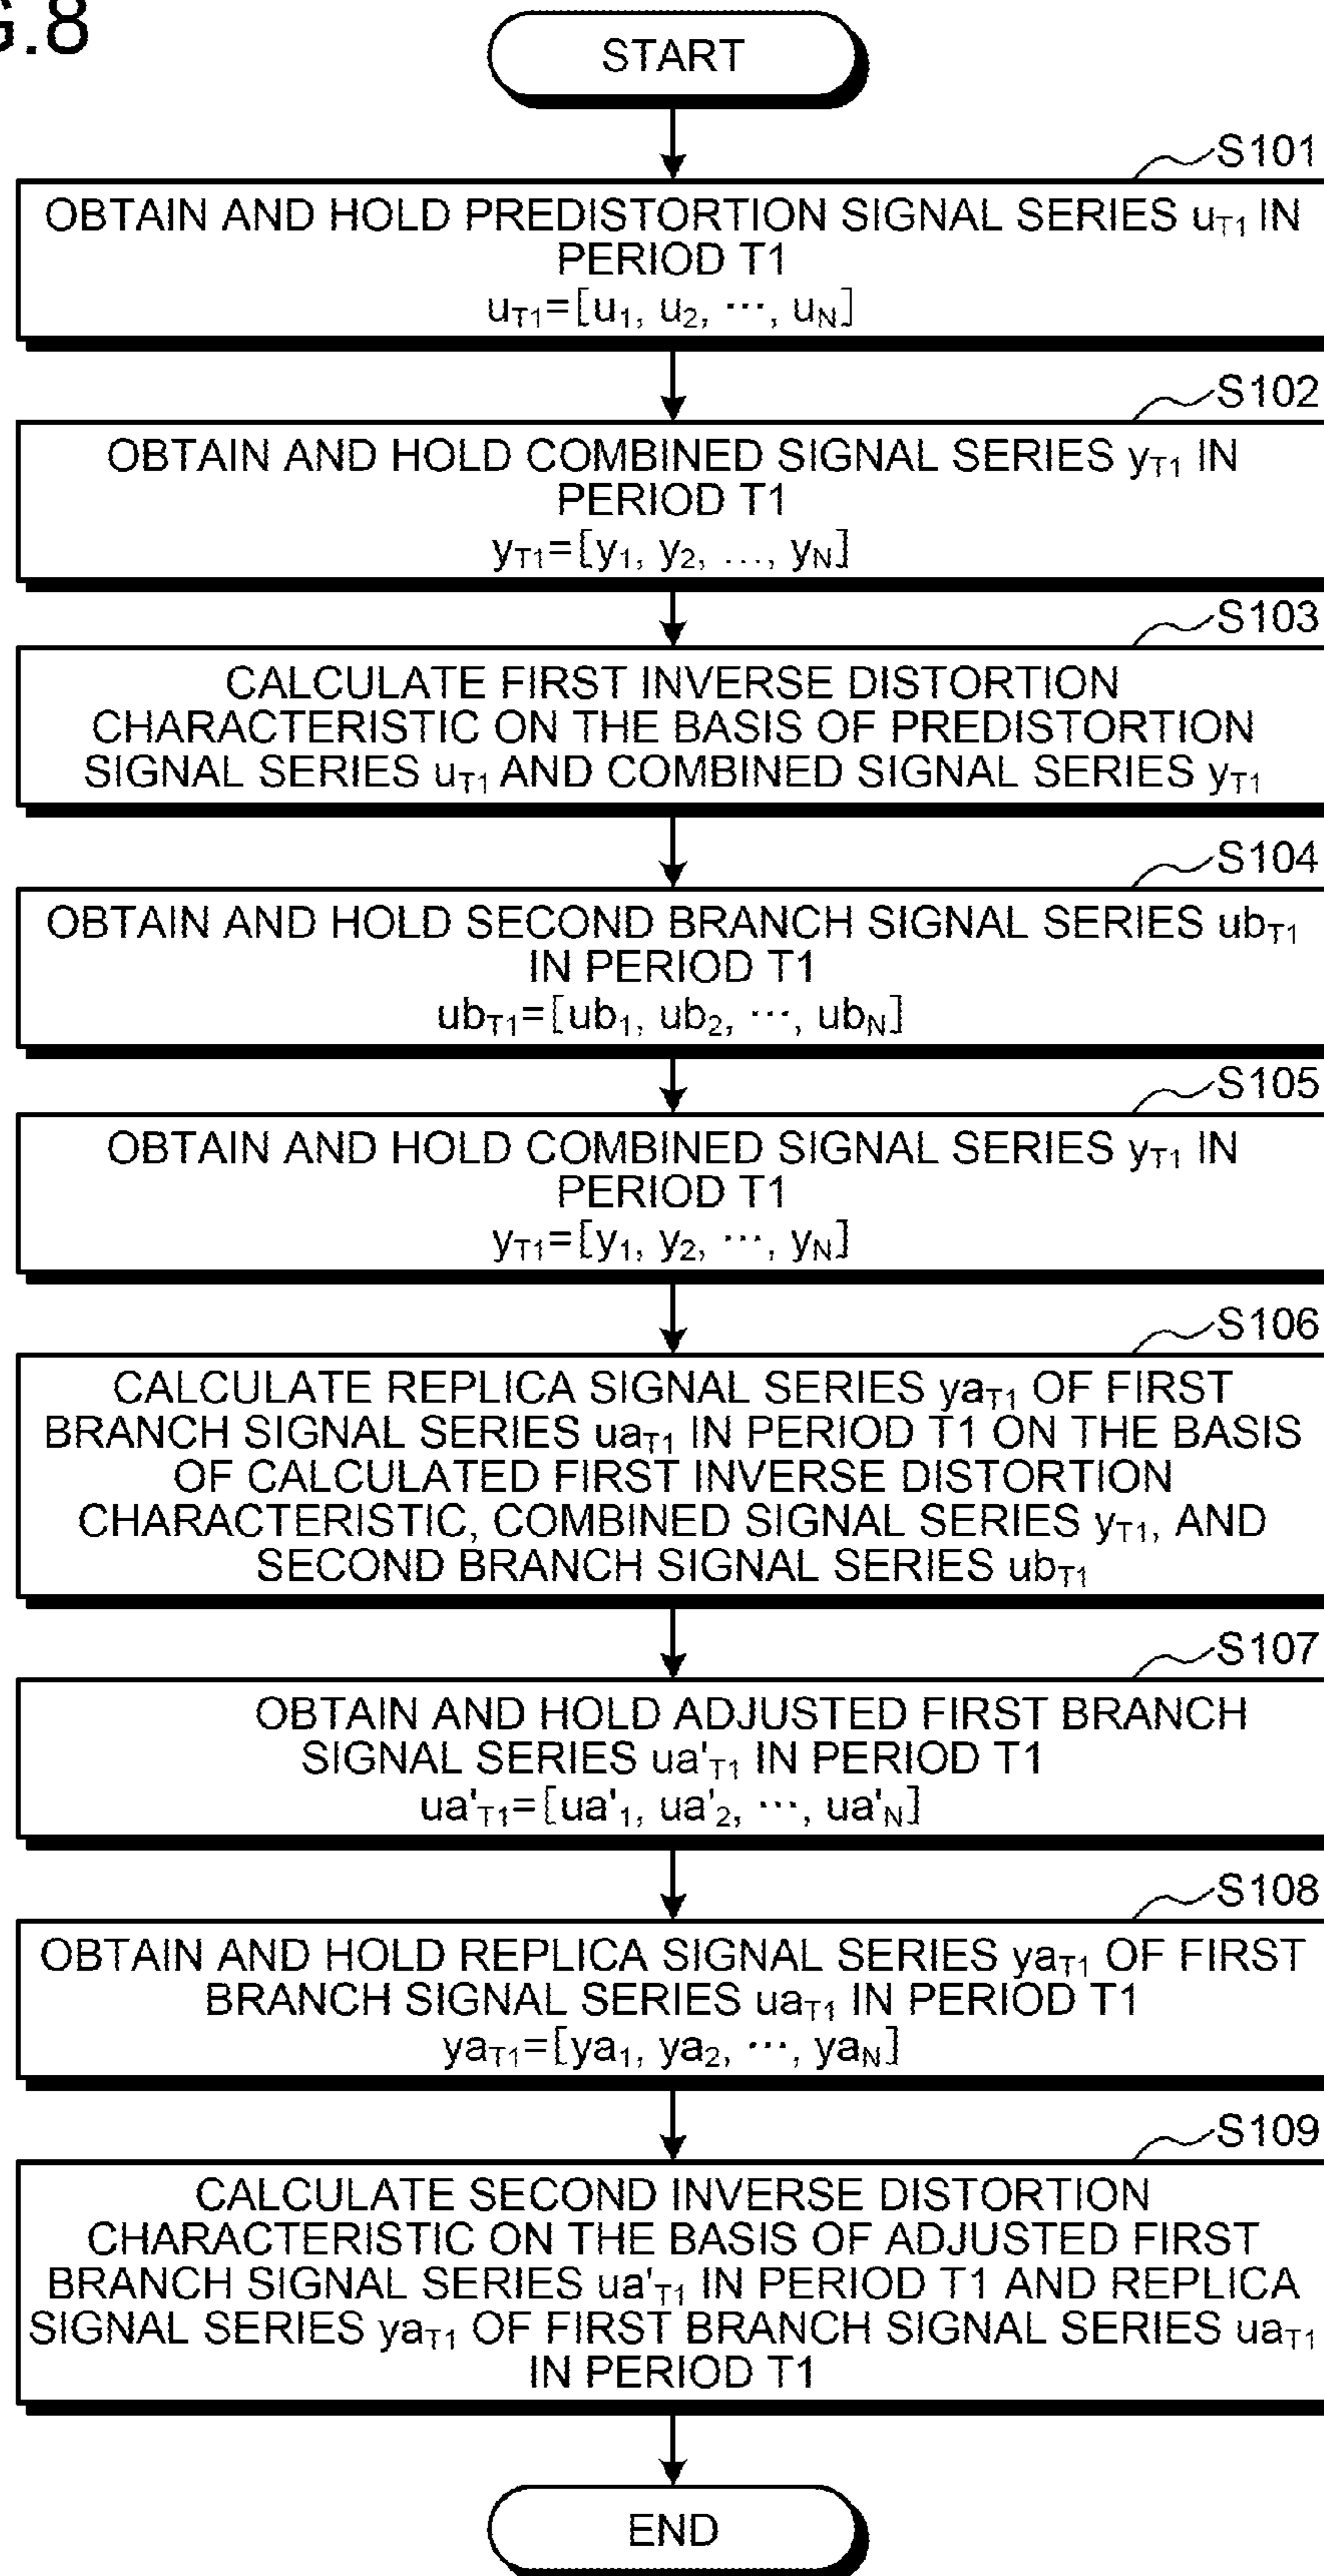 G.8
START
S101
OBTAIN AND HOLD PREDISTORTION SIGNAL SERIES uT1 IN
PERIOD T1
uT1=[u1, u2, ···, uN]
S102
OBTAIN AND HOLD COMBINED SIGNAL SERIES yT1 IN
PERIOD T1
yT1=[y1, y2, ..., yN]
S103
CALCULATE FIRST INVERSE DISTORTION
CHARACTERISTIC ON THE BASIS OF PREDISTORTION
SIGNAL SERIES uT1 AND COMBINED SIGNAL SERIES yT1
S104
OBTAIN AND HOLD SECOND BRANCH SIGNAL SERIES ubT1
IN PERIOD T1
ubT1=[ub1, ub2, ···, ubN]
S105
OBTAIN AND HOLD COMBINED SIGNAL SERIES yT1 IN
PERIOD T1
yT1=[y1, y2, ···, yN]
S106
CALCULATE REPLICA SIGNAL SERIES yaT1 OF FIRST
BRANCH SIGNAL SERIES uaT1 IN PERIOD T1 ON THE BASIS
OF CALCULATED FIRST INVERSE DISTORTION
CHARACTERISTIC, COMBINED SIGNAL SERIES yT1, AND
SECOND BRANCH SIGNAL SERIES ubT1
S107
OBTAIN AND HOLD ADJUSTED FIRST BRANCH
SIGNAL SERIES ua'T1 IN PERIOD T1
ua'T1=[ua'1, ua'2, ···, ua'N]
S108
OBTAIN AND HOLD REPLICA SIGNAL SERIES yaT1 OF FIRST
BRANCH SIGNAL SERIES uaT1 IN PERIOD T1
yaT1=[ya1, ya2, ···, yaN]
S109
CALCULATE SECOND INVERSE DISTORTION
CHARACTERISTIC ON THE BASIS OF ADJUSTED FIRST
BRANCH SIGNAL SERIES ua'T1 IN PERIOD T1 AND REPLICA
SIGNAL SERIES yaT1 OF FIRST BRANCH SIGNAL SERIES uaT1
IN PERIOD T1
END